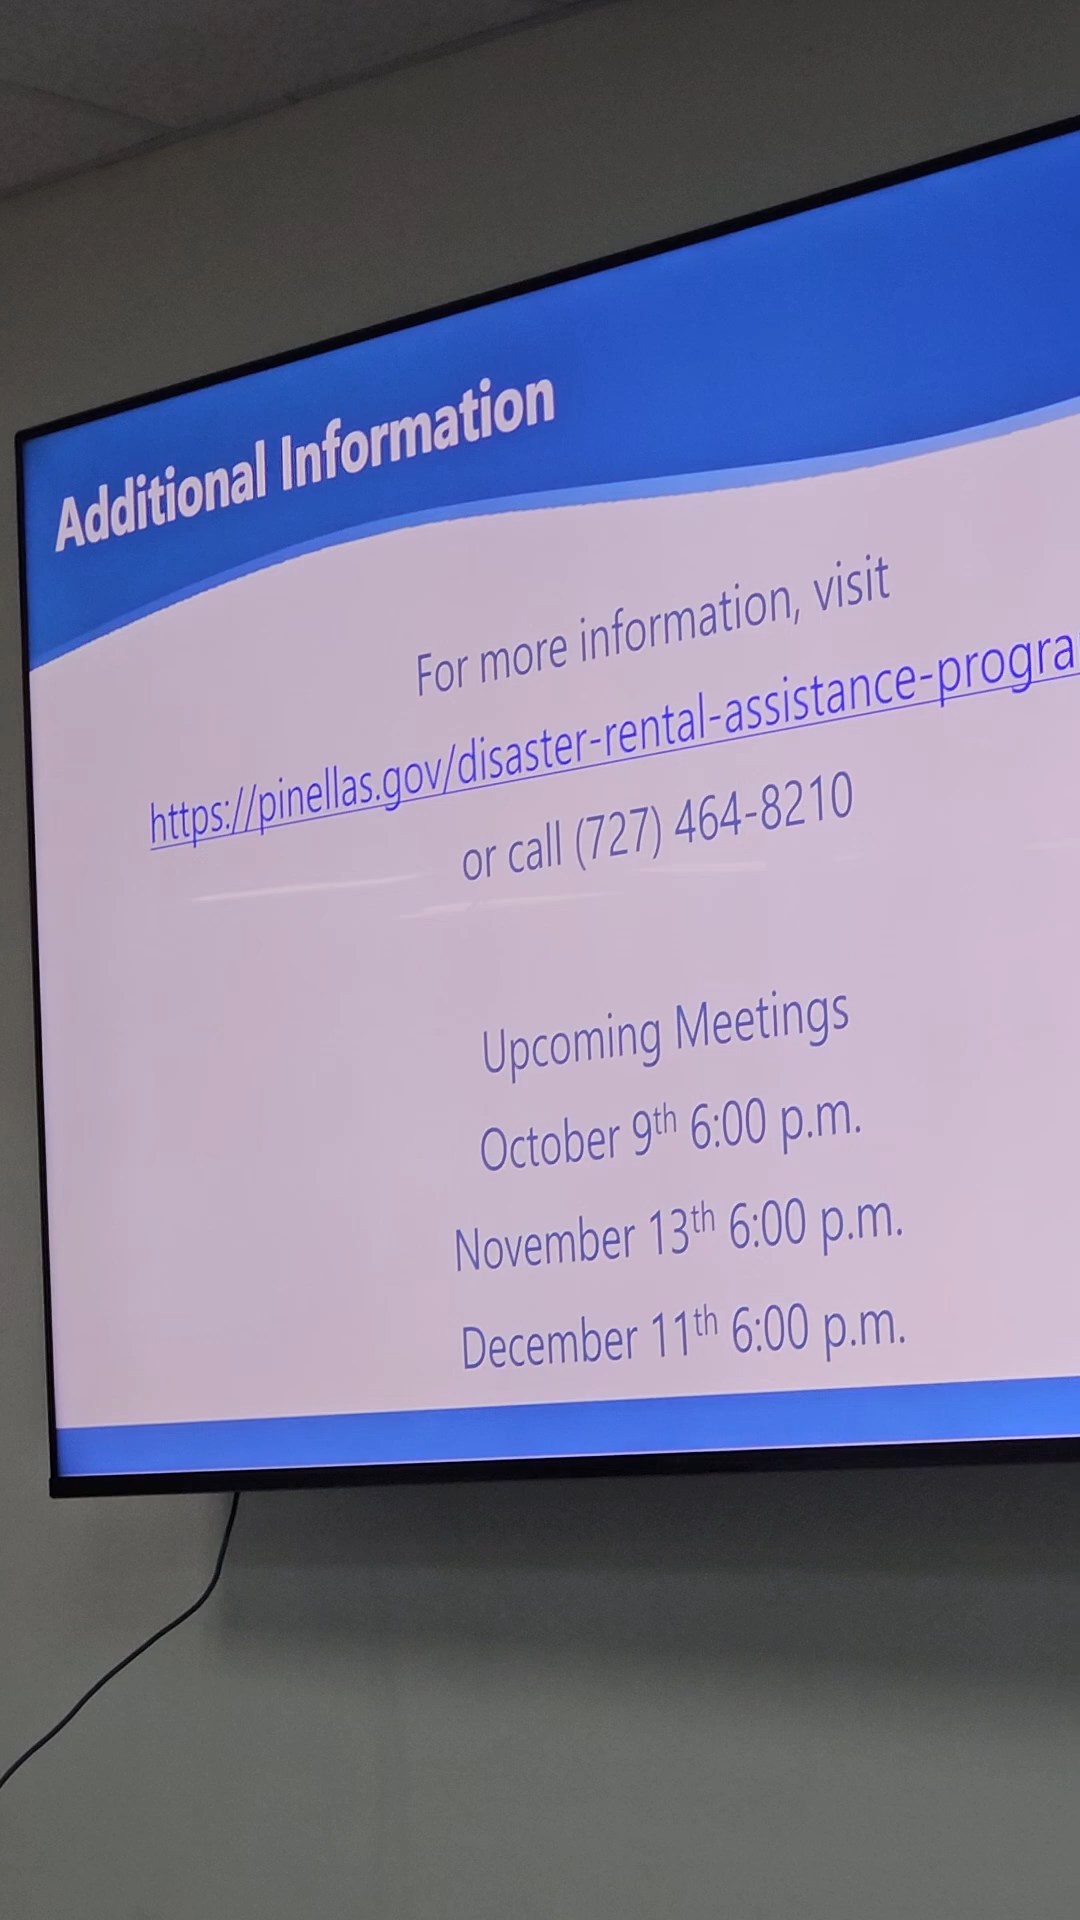 Additional Information
For more information, visit
https://pinellas.gov/disaster-rental-assistance-progra
or call (727) 464-8210
Upcoming Meetings
October 9th 6:00 p.m.
November 13th 6:00 p.m.
December 11th 6:00 p.m.